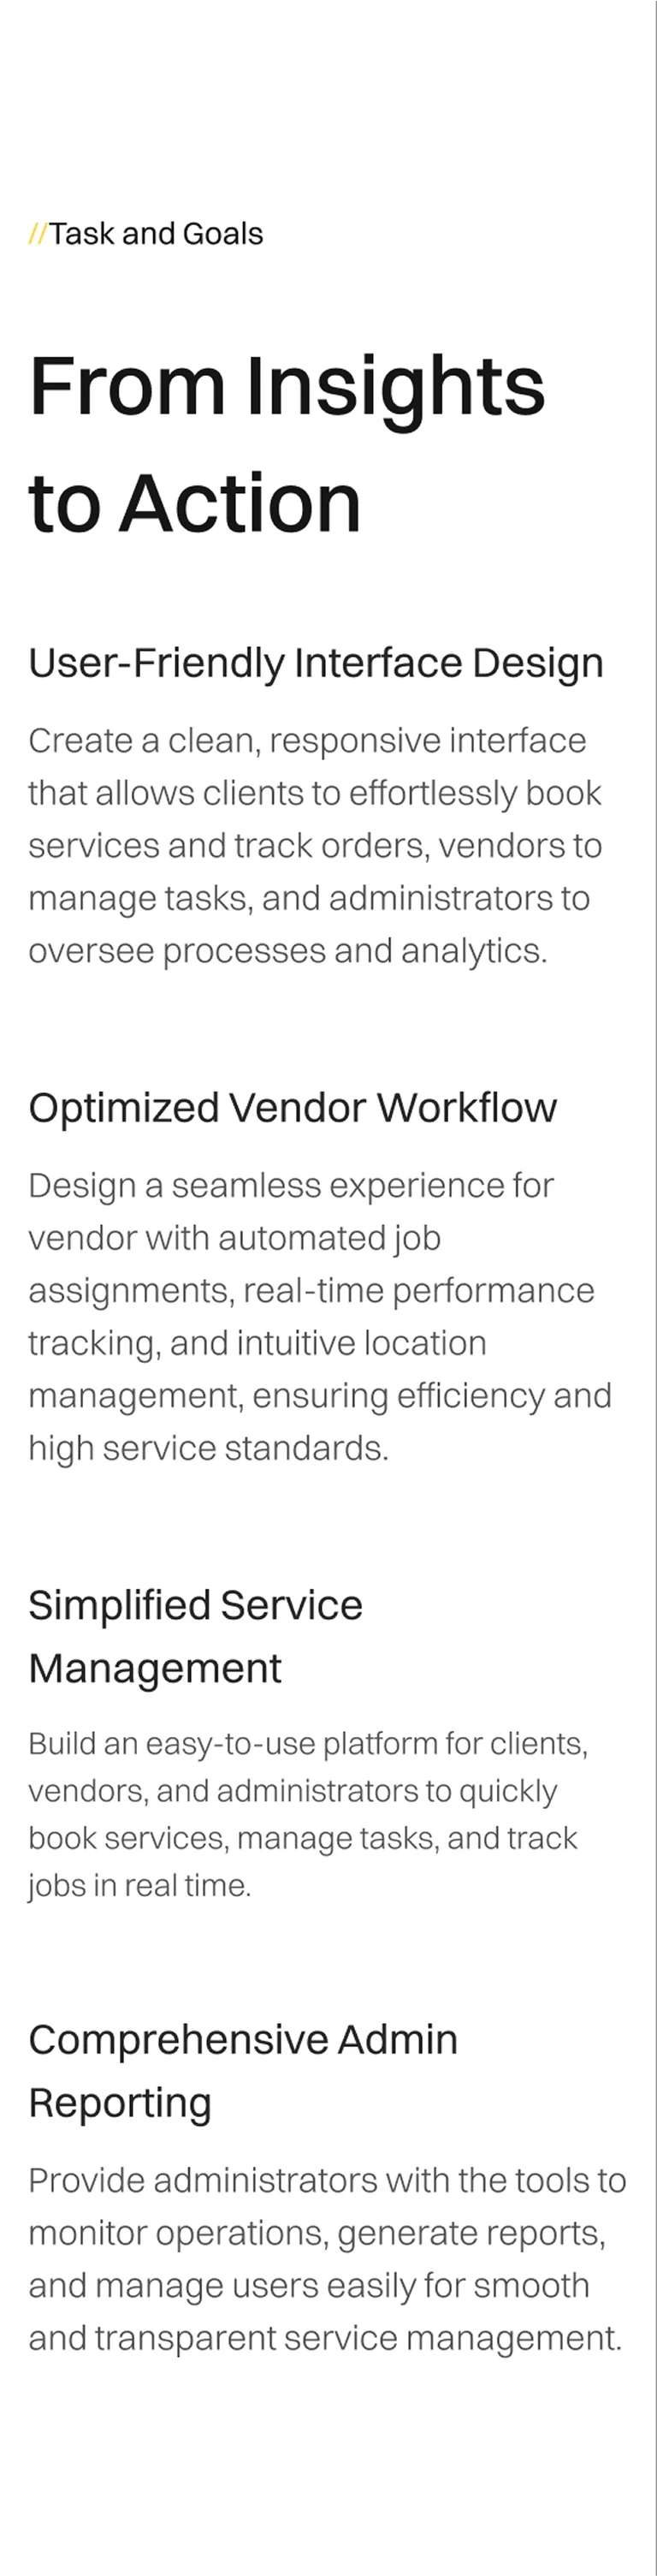 //Task and Goals
From Insights
to Action
User-Friendly Interface Design
Create a clean, responsive interface
that allows clients to effortlessly book
services and track orders, vendors to
manage tasks, and administrators to
oversee processes and analytics.
Optimized Vendor Workflow
Design a seamless experience for
vendor with automated job
assignments, real-time performance
tracking, and intuitive location
management, ensuring efficiency and
high service standards.
Simplified Service
Management
Build an easy-to-use platform for clients,
vendors, and administrators to quickly
book services, manage tasks, and track
jobs in real time.
Comprehensive Admin
Reporting
Provide administrators with the tools to
monitor operations, generate reports,
and manage users easily for smooth
and transparent service management.